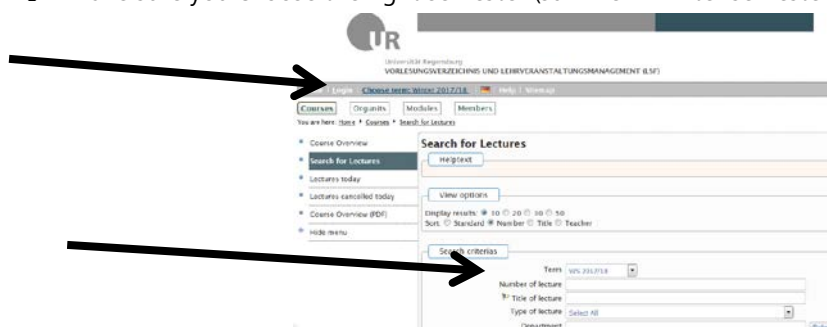 UR
Universität Regensburg
VORLESUNGSVERZEICHNIS UND LEHRVERANSTALTUNGSMANAGEMENT (LSF)
Login Choose term: Winter 2017/18 Help Sitemap
Courses Orgunits Modules Members
You are here: Home Courses Search for Lectures
Course Overview
Search for Lectures
Lectures today
Lectures cancelled today
Course Overview (PDF)
Hide menu
Search for Lectures
Helptext
View options
Display results: 10 20 30 50
Sort: Standard Number Title Teacher
Search criterias
Term WS 2017/18
Number of lecture
Title of lecture
Type of lecture Select All
Department